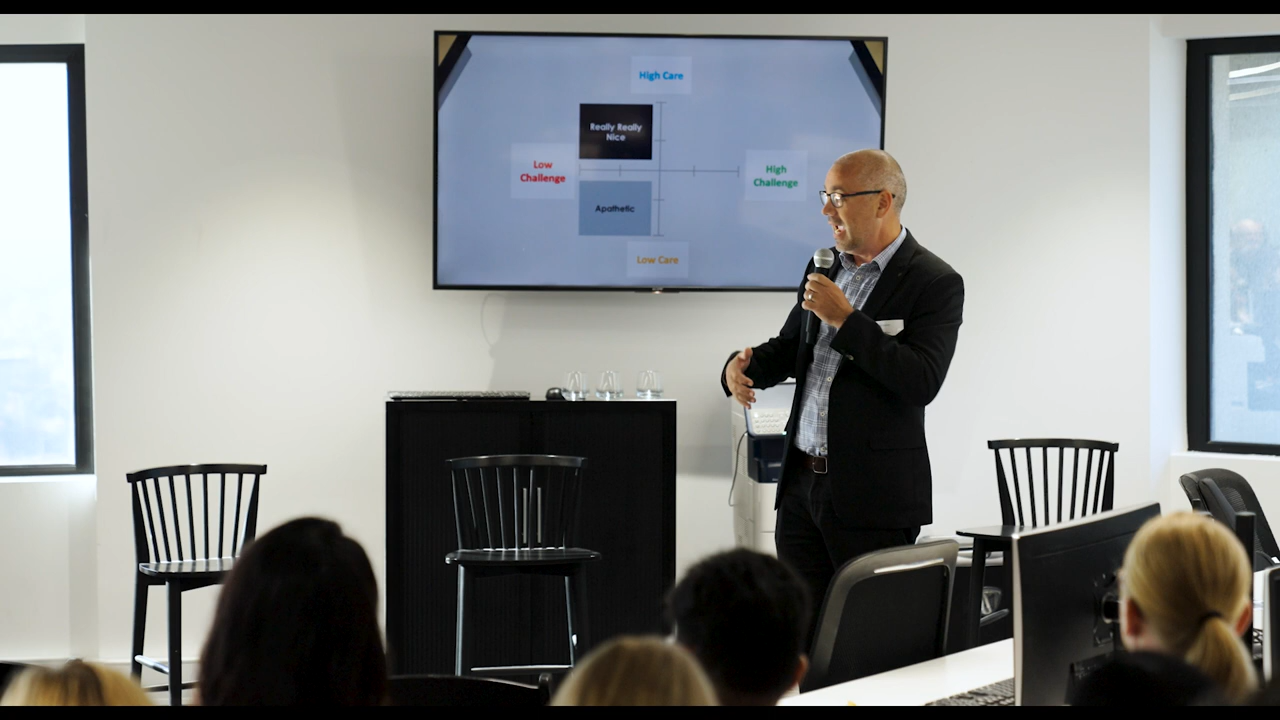 High Care
Really Really
Nice
Low
Challenge
High
Challenge
Apathetic
Low Care